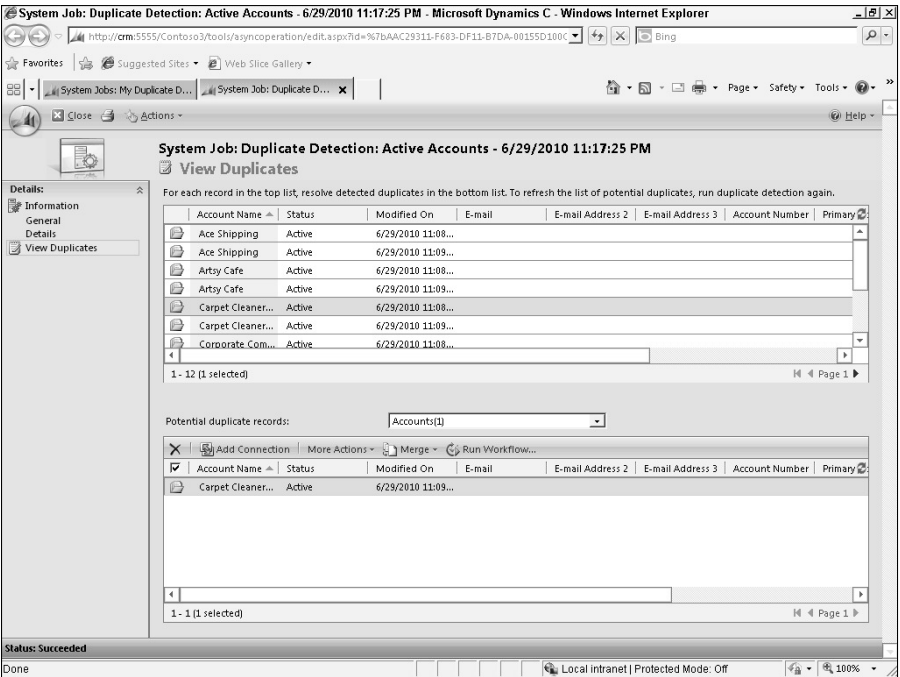 System Job: Duplicate Detection: Active Accounts - 6/29/2010 11:17:25 PM - Microsoft Dynamics C - Windows Internet Explorer
http://crm:5555/Contoso3/tools/asyncoperation/edit.aspx?id=%7bAAC29311-F683-DF11-B7DA-00155D100C
Bing
Favorites Suggested Sites Web Slice Gallery
System Jobs: My Duplicate D... System Job: Duplicate D... Page Safety Tools
Close Actions Help
System Job: Duplicate Detection: Active Accounts - 6/29/2010 11:17:25 PM
View Duplicates
Details:
Information
General
Details
View Duplicates
For each record in the top list, resolve detected duplicates in the bottom list. To refresh the list of potential duplicates, run duplicate detection again.
Account Name Status Modified On E-mail E-mail Address 2 E-mail Address 3 Account Number Primary
Ace Shipping Active 6/29/2010 11:08...
Ace Shipping Active 6/29/2010 11:09...
Artsy Cafe Active 6/29/2010 11:08...
Artsy Cafe Active 6/29/2010 11:09...
Carpet Cleaner... Active 6/29/2010 11:08...
Carpet Cleaner... Active 6/29/2010 11:09...
Corporate Com... Active 6/29/2010 11:08...
1 - 12 (1 selected) Page 1
Potential duplicate records: Accounts(1)
Add Connection More Actions Merge Run Workflow...
Account Name Status Modified On E-mail E-mail Address 2 E-mail Address 3 Account Number Primary
Carpet Cleaner... Active 6/29/2010 11:09...
1 - 1 (1 selected) Page 1
Status: Succeeded
Done Local intranet | Protected Mode: Off 100%